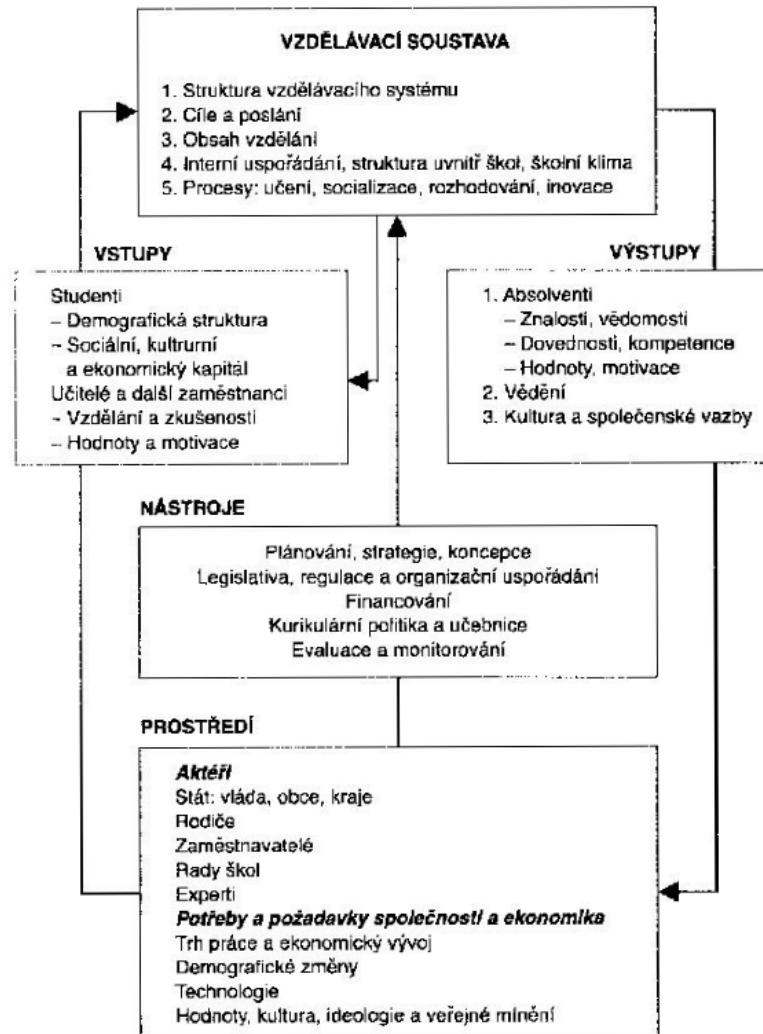 VZDĚLÁVACÍ SOUSTAVA
1. Struktura vzdělávacího systému
2. Cíle a poslání
3. Obsah vzdělání
4. Interní uspořádání, struktura uvnitř škol, školní klima
5. Procesy: učení, socializace, rozhodování, inovace
VSTUPY
Studenti
– Demografická struktura
– Sociální, kultrurní
a ekonomický kapitál
Učitelé a další zaměstnanci
– Vzdělání a zkušenosti
– Hodnoty a motivace
VÝSTUPY
1. Absolventi
– Znalosti, vědomosti
– Dovednosti, kompetence
– Hodnoty, motivace
2. Vědění
3. Kultura a společenské vazby
NÁSTROJE
Plánování, strategie, koncepce
Legislativa, regulace a organizační uspořádání
Financování
Kurikulární politika a učebnice
Evaluace a monitorování
PROSTŘEDÍ
Aktéři
Stát: vláda, obce, kraje
Rodiče
Zaměstnavatelé
Rady škol
Experti
Potřeby a požadavky společnosti a ekonomika
Trh práce a ekonomický vývoj
Demografické změny
Technologie
Hodnoty, kultura, ideologie a veřejné mínění